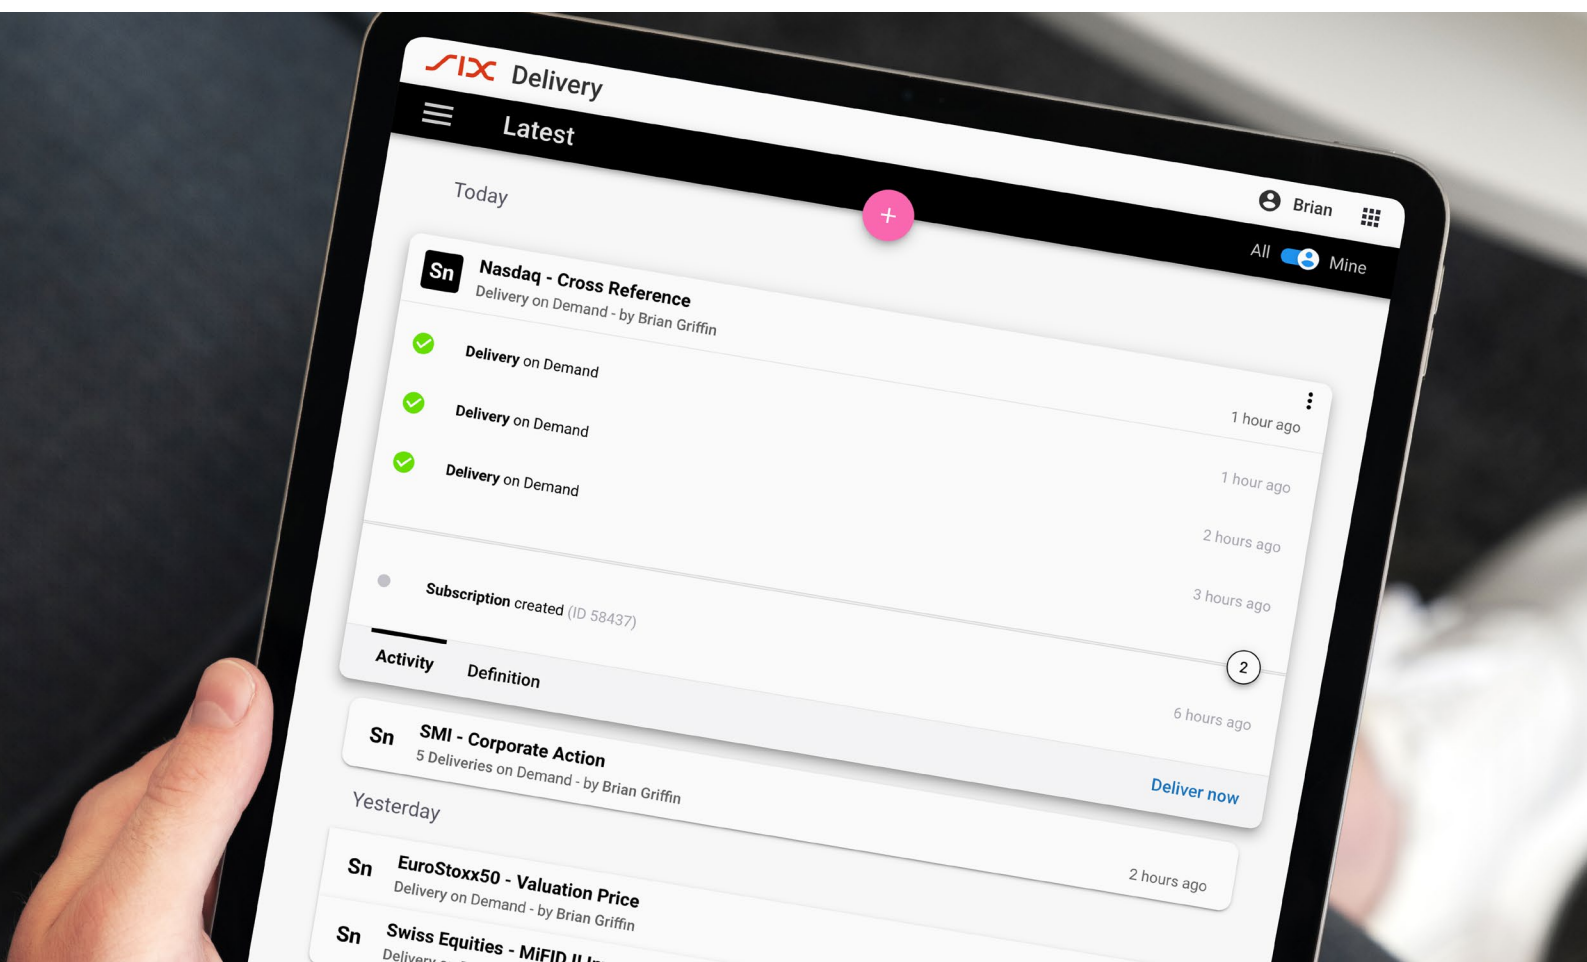 SIX Delivery
Brian
Latest
All Mine
Today
+
Sn Nasdaq - Cross Reference
Delivery on Demand - by Brian Griffin
1 hour ago
Delivery on Demand
1 hour ago
Delivery on Demand
2 hours ago
Delivery on Demand
3 hours ago
2
Subscription created (ID 58437)
6 hours ago
Activity Definition
Deliver now
Sn SMI - Corporate Action
5 Deliveries on Demand - by Brian Griffin
2 hours ago
Yesterday
Sn EuroStoxx50 - Valuation Price
Delivery on Demand - by Brian Griffin
Sn Swiss Equities - MiFID II
Delivery